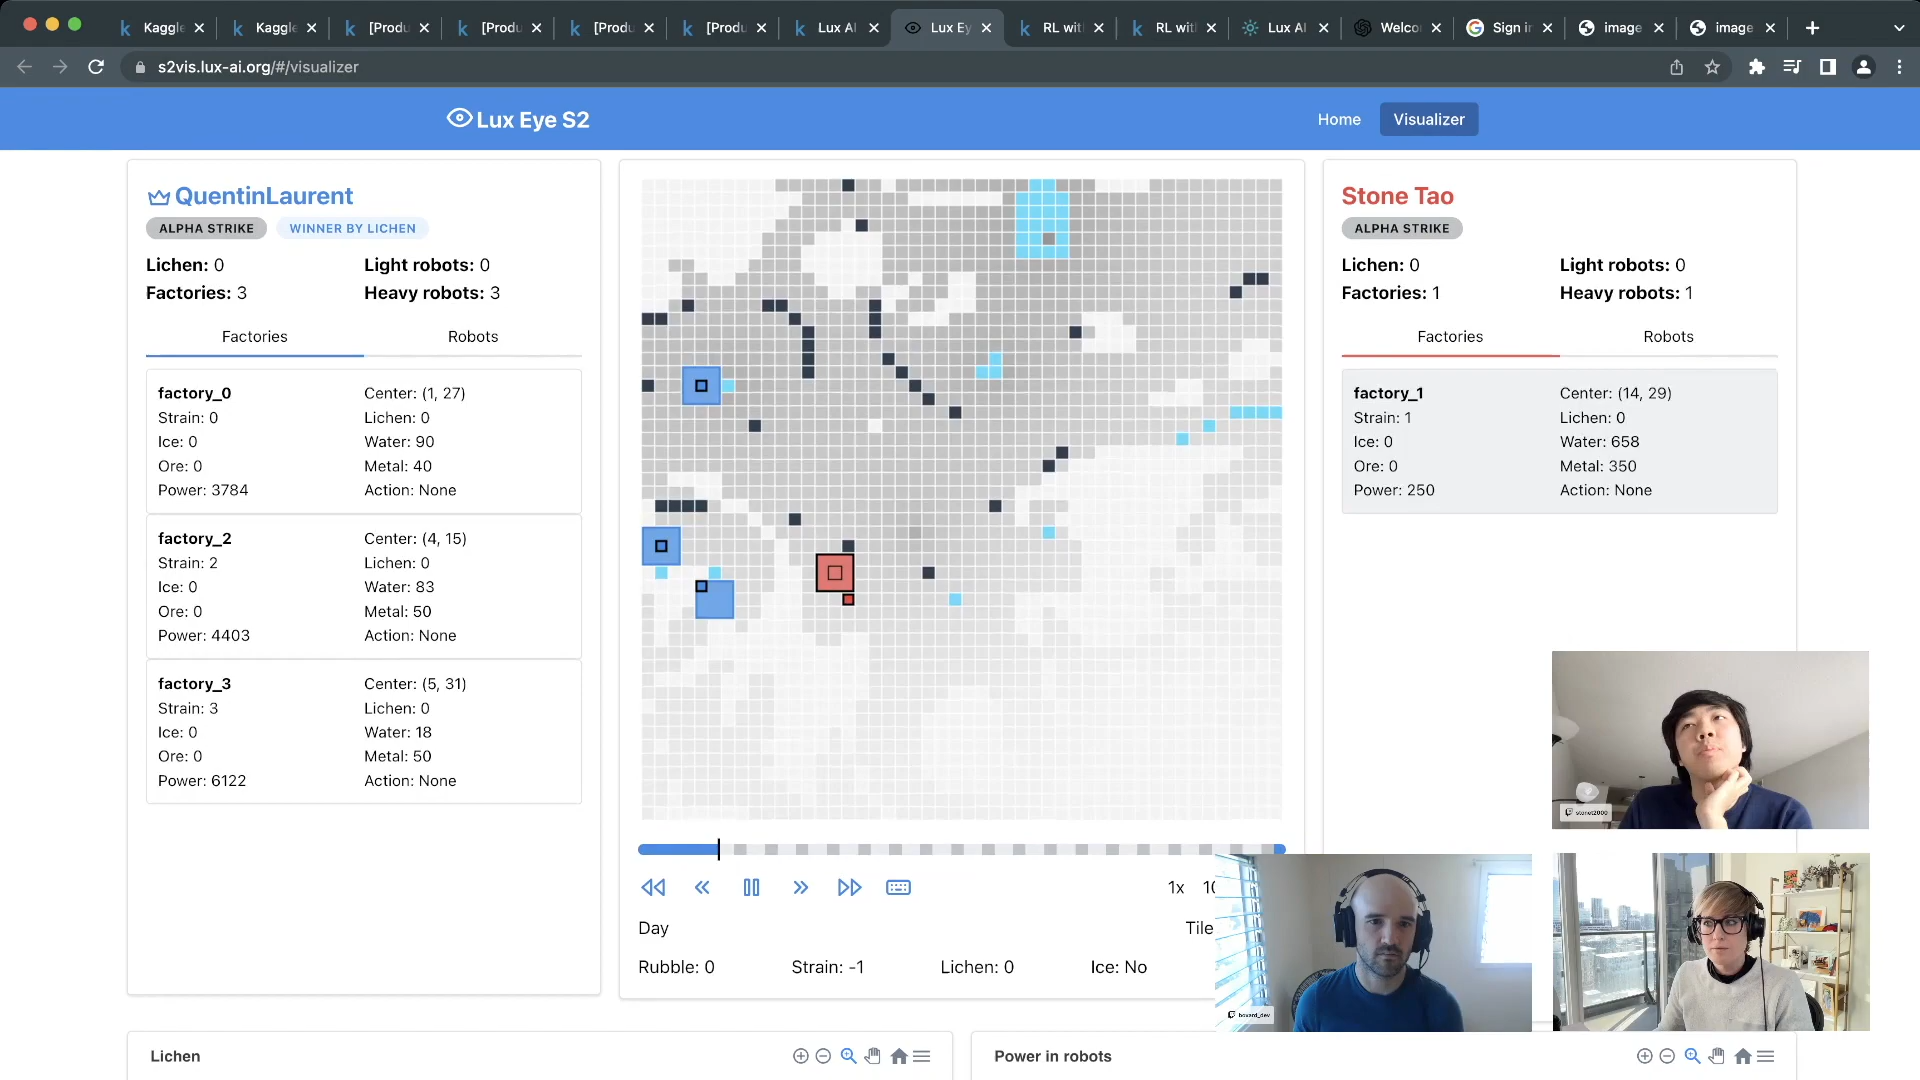 Kaggle
Kaggle
[Produ
[Produ
[Produ
[Produ
Lux AI
Lux Ey
RL wit
RL wit
Lux AI
Welco
Sign in
image
image
s2vis.lux-ai.org/#/visualizer
Lux Eye S2
Home
Visualizer
QuentinLaurent
ALPHA STRIKE
WINNER BY LICHEN
Lichen: 0
Light robots: 0
Factories: 3
Heavy robots: 3
Factories
Robots
factory_0
Center: (1, 27)
Strain: 0
Lichen: 0
Ice: 0
Water: 90
Ore: 0
Metal: 40
Power: 3784
Action: None
factory_2
Center: (4, 15)
Strain: 2
Lichen: 0
Ice: 0
Water: 83
Ore: 0
Metal: 50
Power: 4403
Action: None
factory_3
Center: (5, 31)
Strain: 3
Lichen: 0
Ice: 0
Water: 18
Ore: 0
Metal: 50
Power: 6122
Action: None
1x
Day
Tile
Rubble: 0
Strain: -1
Lichen: 0
Ice: No
Stone Tao
ALPHA STRIKE
Lichen: 0
Light robots: 0
Factories: 1
Heavy robots: 1
Factories
Robots
factory_1
Center: (14, 29)
Strain: 1
Lichen: 0
Ice: 0
Water: 658
Ore: 0
Metal: 350
Power: 250
Action: None
stonet2000
bovard_dev
Lichen
Power in robots